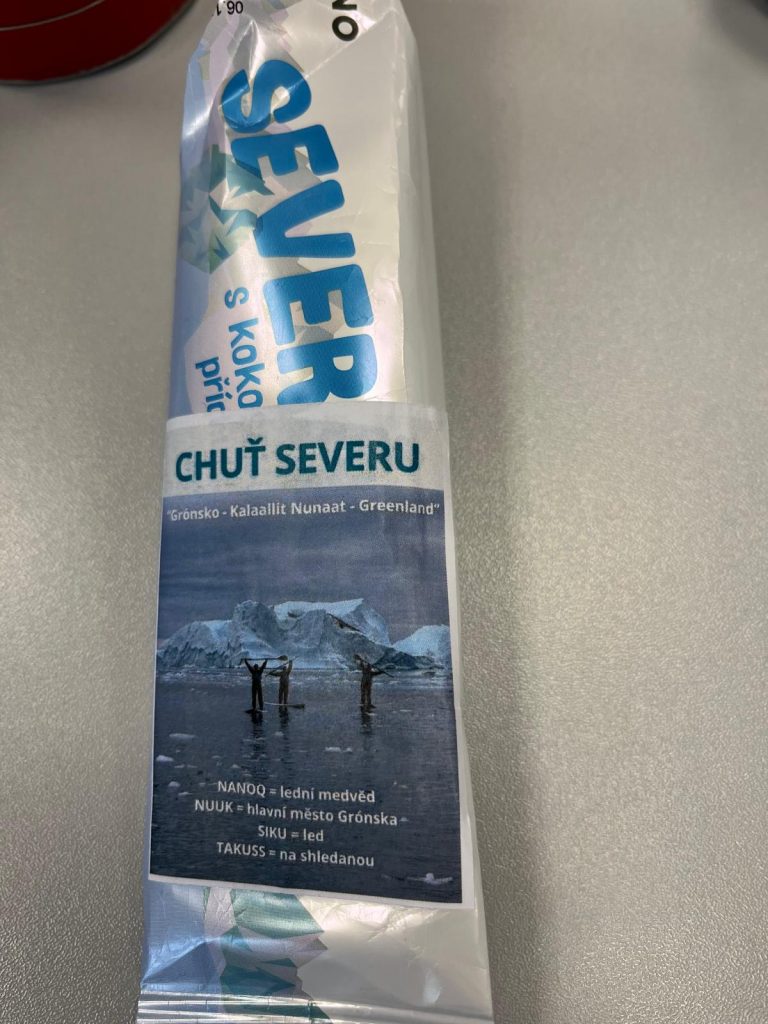 SEVER
s koko
CHUŤ SEVERU
"Grónsko - Kalaallit Nunaat - Greenland"
NANOQ = lední medvěd
NUUK = hlavní město Grónska
SIKU = led
TAKUSS = na shledanou